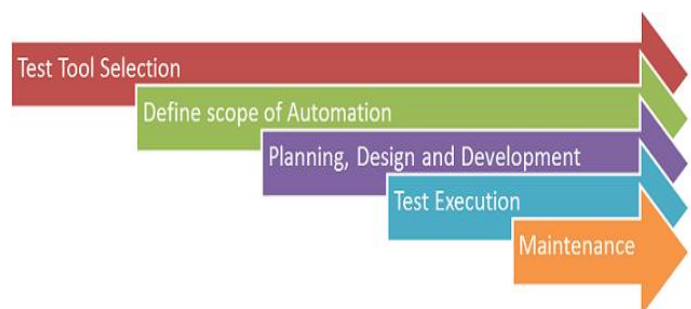 Test Tool Selection
Define scope of Automation
Planning, Design and Development
Test Execution
Maintenance